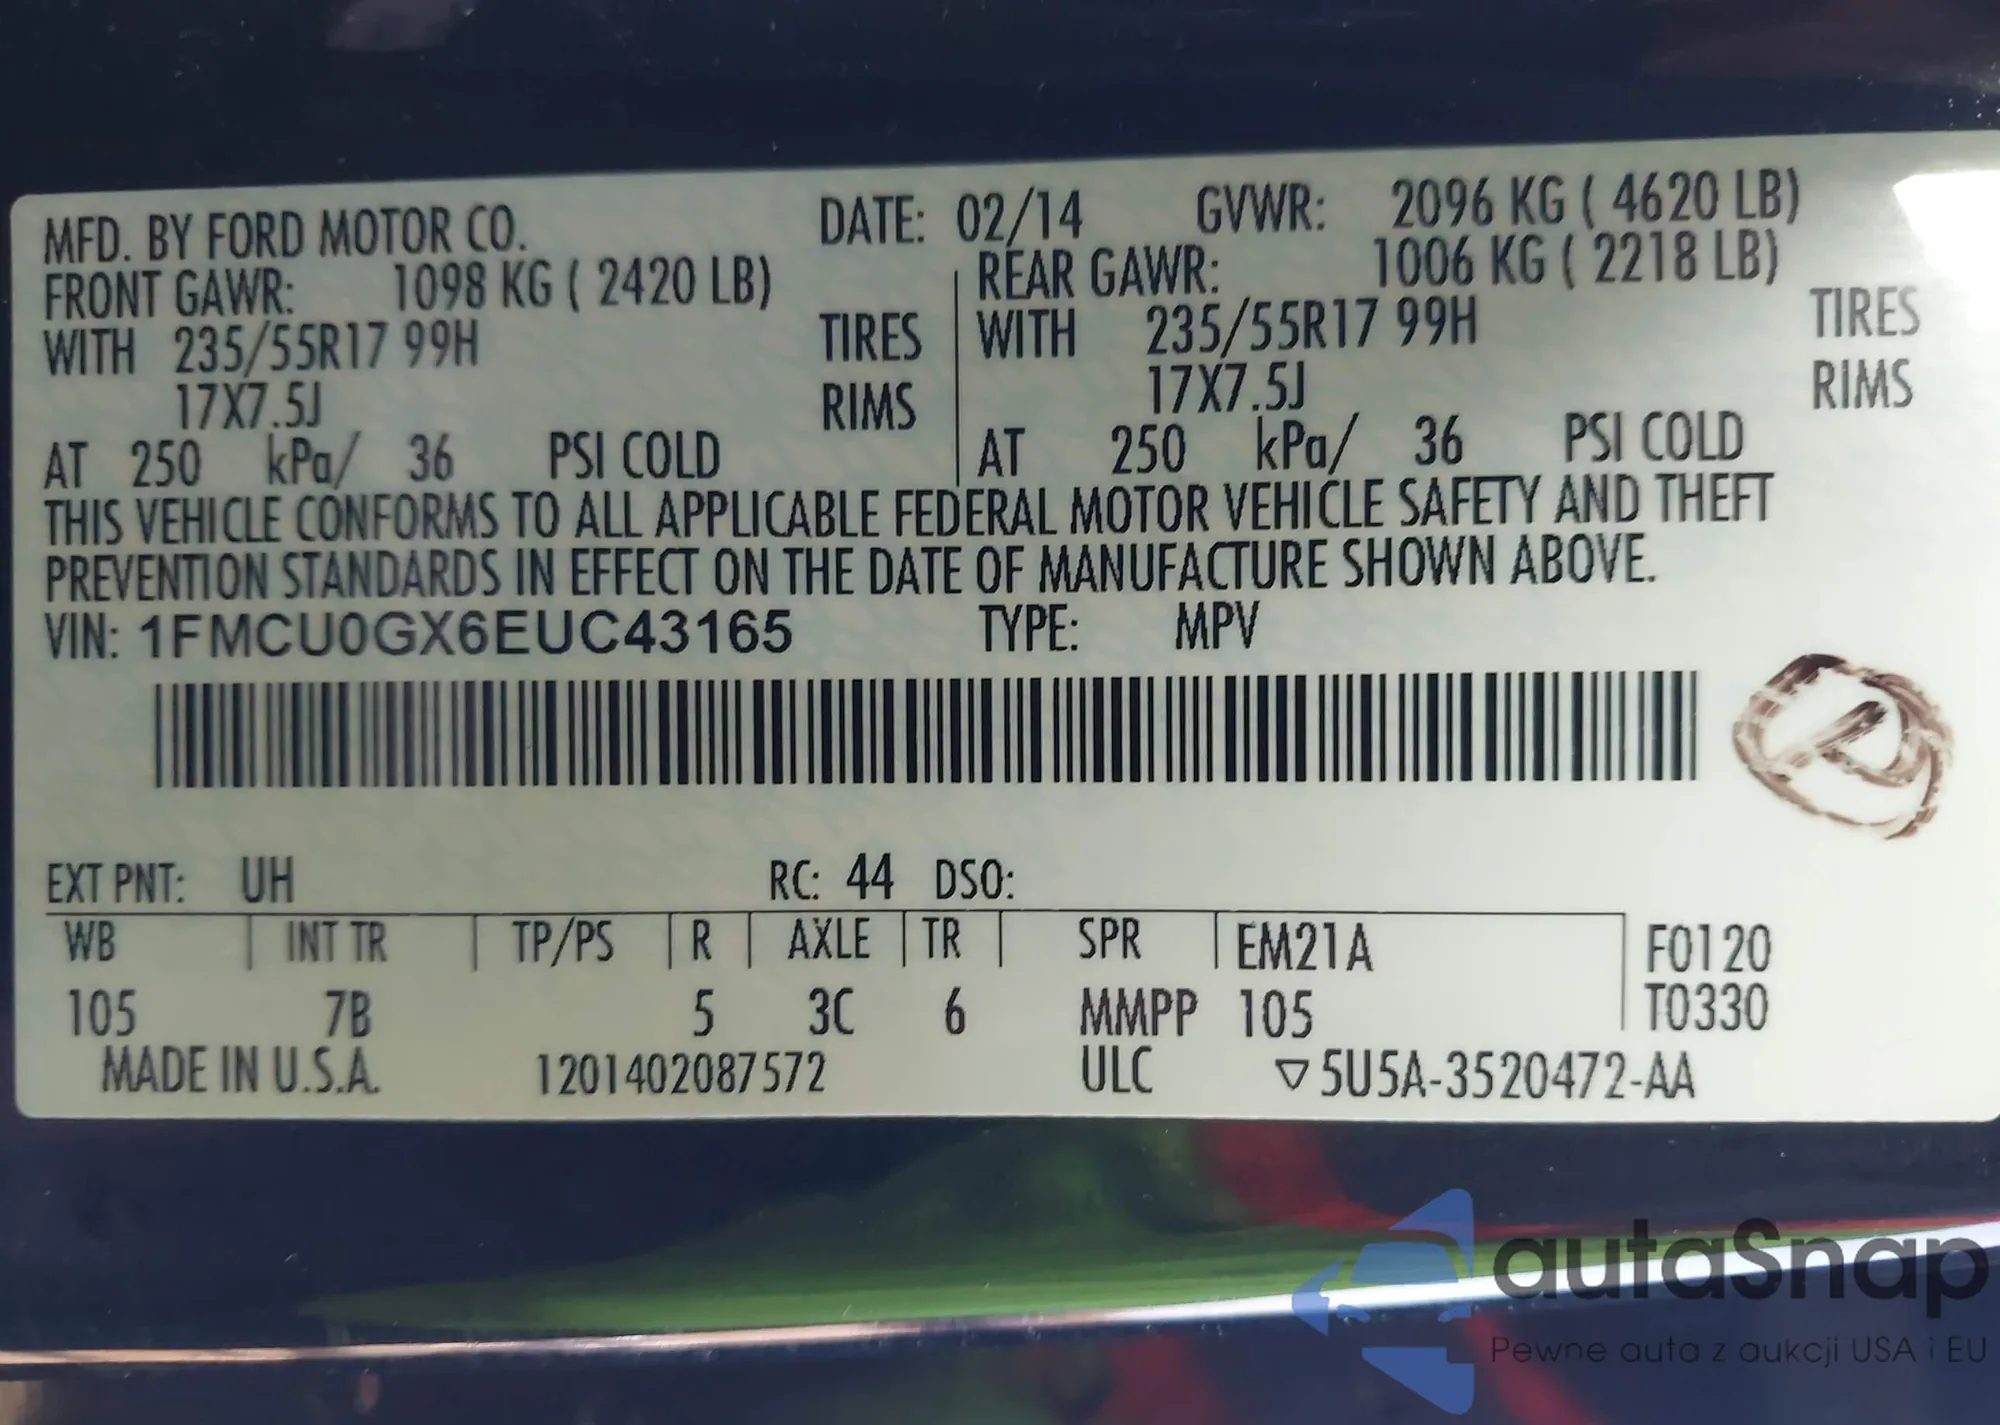 MFD. BY FORD MOTOR CO. DATE: 02/14 GVWR: 2096 KG ( 4620 LB)
FRONT GAWR: 1098 KG ( 2420 LB) REAR GAWR: 1006 KG ( 2218 LB)
WITH 235/55R17 99H TIRES WITH 235/55R17 99H TIRES
17X7.5J RIMS 17X7.5J RIMS
AT 250 kPa/ 36 PSI COLD AT 250 kPa/ 36 PSI COLD
THIS VEHICLE CONFORMS TO ALL APPLICABLE FEDERAL MOTOR VEHICLE SAFETY AND THEFT
PREVENTION STANDARDS IN EFFECT ON THE DATE OF MANUFACTURE SHOWN ABOVE.
VIN: 1FMCU0GX6EUC43165 TYPE: MPV
EXT PNT: UH RC: 44 DSO:
WB INT TR TP/PS R AXLE TR SPR EM21A F0120
105 7B 5 3C 6 MMPP 105 T0330
MADE IN U.S.A. 1201402087572 ULC ▽5U5A-3520472-AA
autaSnap
Pewne auta z aukcji USA i EU